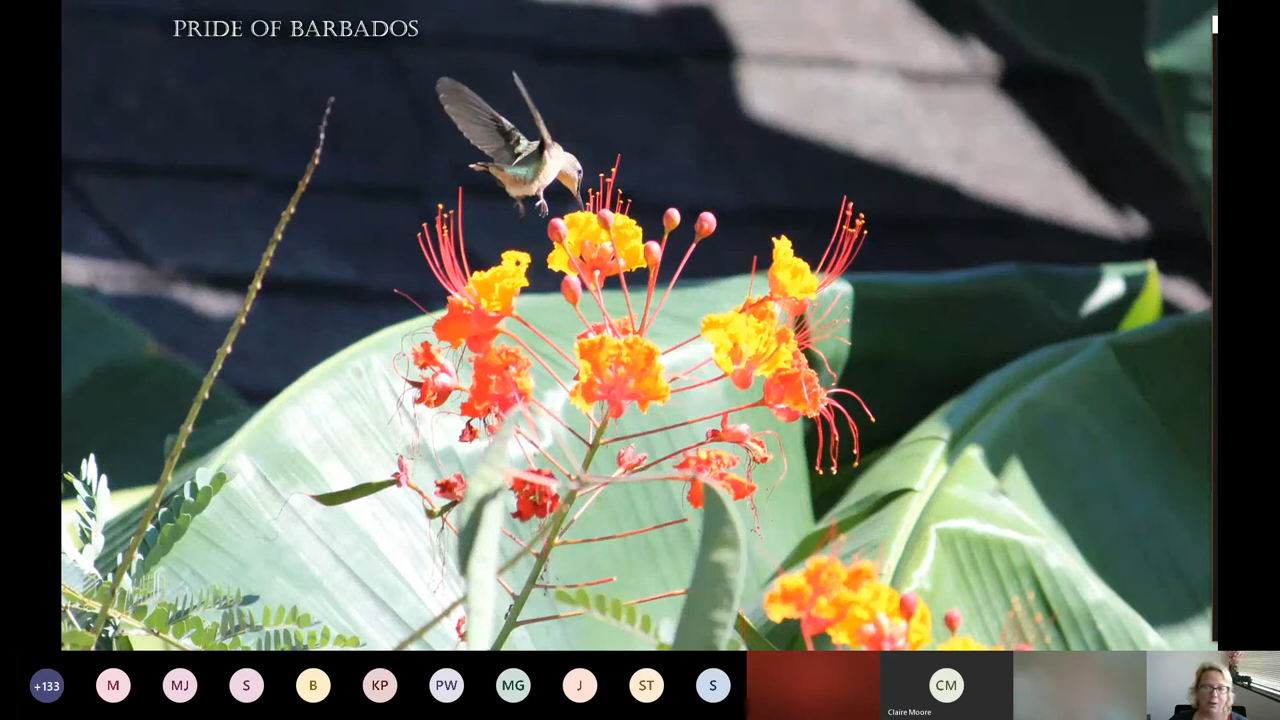 PRIDE OF BARBADOS
+133
M
MJ
S
B
KP
PW
MG
J
ST
S
CM
Claire Moore